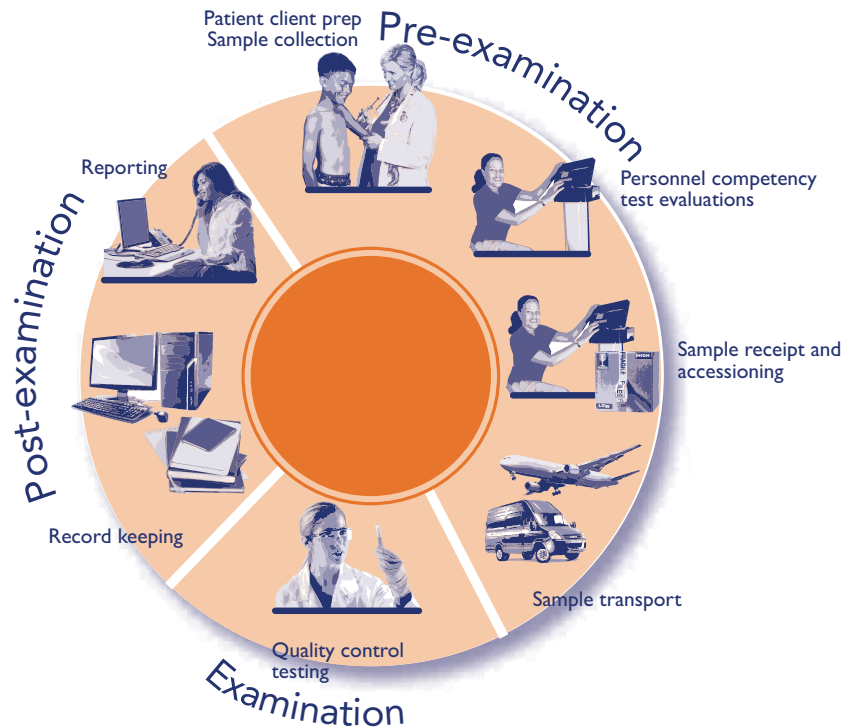 Patient client prep
Sample collection
Pre-examination
Personnel competency
test evaluations
Sample receipt and
accessioning
FRAGILE
Sample transport
Quality control
testing
Examination
Record keeping
Post-examination
Reporting